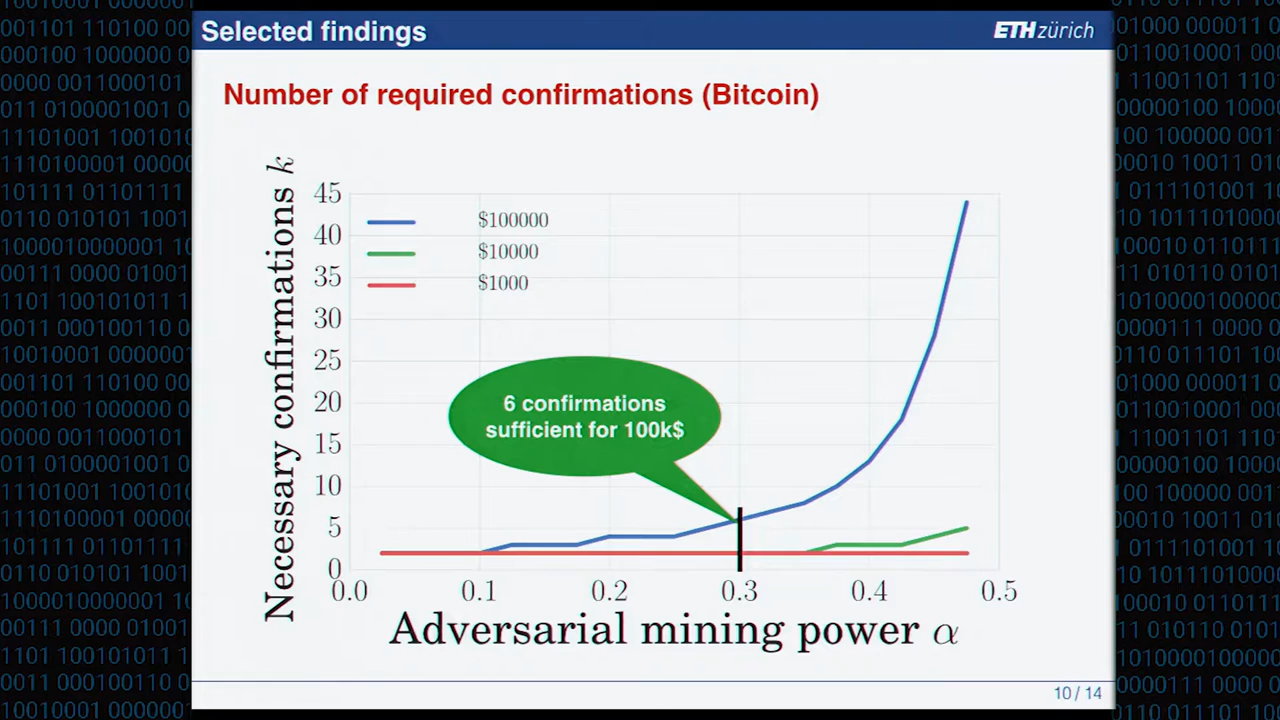 Selected findings
ETH zürich
Number of required confirmations (Bitcoin)
Necessary confirmations k
45
40
35
30
25
20
15
10
5
0
$100000
$10000
$1000
6 confirmations
sufficient for 100k$
0.0 0.1 0.2 0.3 0.4 0.5
Adversarial mining power α
10 / 14